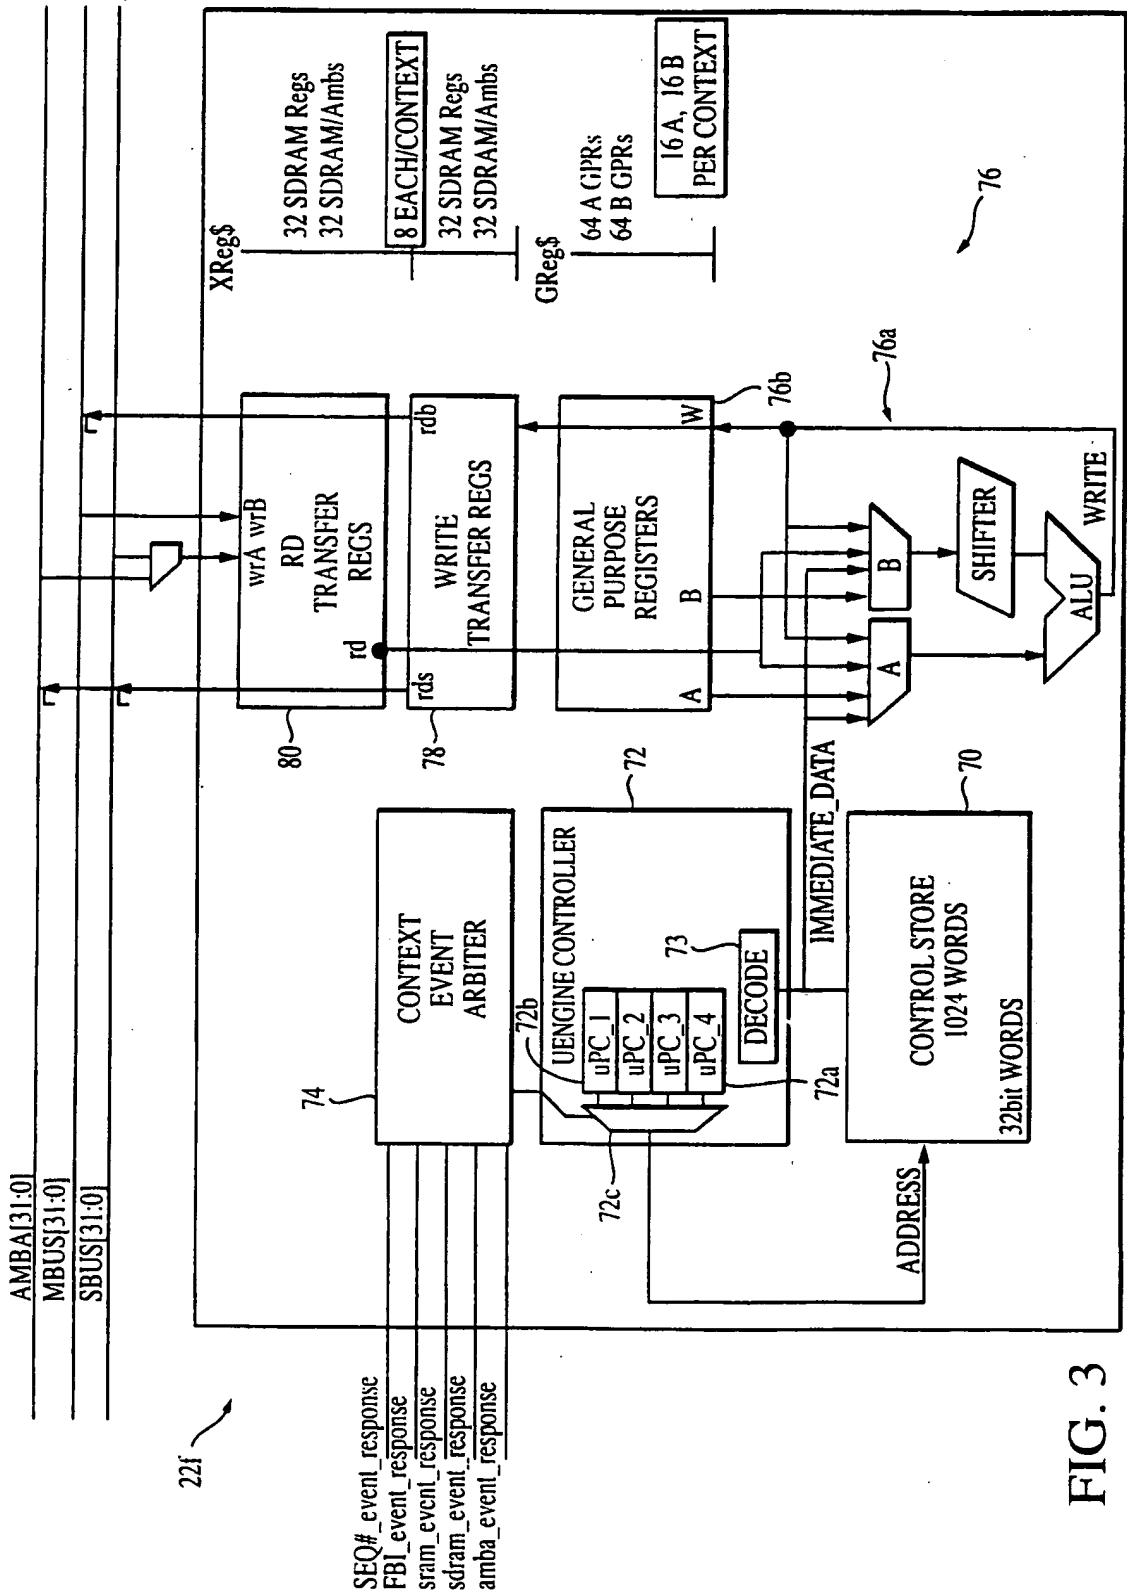 AMBA[31:0]
MBUS[31:0]
SBUS[31:0]
22f
SEQ#_event_response
FBI_event_response
sram_event_response
sdram_event_response
amba_event_response
74
CONTEXT
EVENT
ARBITER
72b
72
UENGINE CONTROLLER
uPC_1
uPC_2
uPC_3
uPC_4
72a
72c
73
DECODE
ADDRESS
IMMEDIATE_DATA
70
CONTROL STORE
1024 WORDS
32bit WORDS
80
wrA wrB
RD
TRANSFER
REGS
rd
78
rds
rdb
WRITE
TRANSFER REGS
GENERAL
PURPOSE
REGISTERS
A
B
W
76b
76a
A
B
SHIFTER
ALU
WRITE
XReg$
32 SDRAM Regs
32 SDRAM/Ambs
8 EACH/CONTEXT
32 SDRAM Regs
32 SDRAM/Ambs
GReg$
64 A GPRs
64 B GPRs
16 A, 16 B
PER CONTEXT
76
FIG. 3